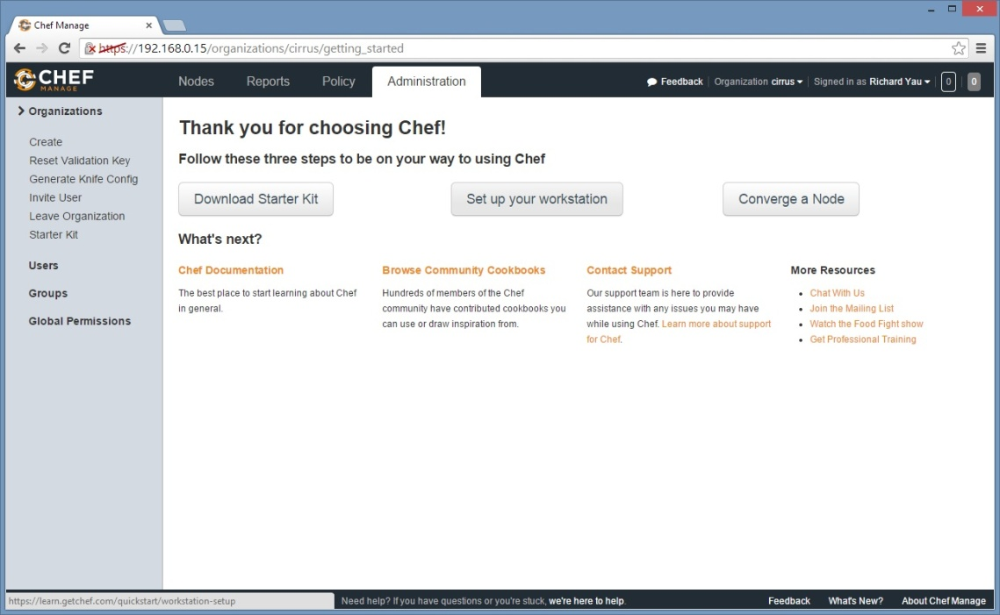 Chef Manage
https://192.168.0.15/organizations/cirrus/getting_started
CHEF
MANAGE
Nodes
Reports
Policy
Administration
Feedback
Organization cirrus
Signed in as Richard Yau
0
0
Organizations
Create
Reset Validation Key
Generate Knife Config
Invite User
Leave Organization
Starter Kit
Users
Groups
Global Permissions
Thank you for choosing Chef!
Follow these three steps to be on your way to using Chef
Download Starter Kit
Set up your workstation
Converge a Node
What's next?
Chef Documentation
The best place to start learning about Chef
in general.
Browse Community Cookbooks
Hundreds of members of the Chef
community have contributed cookbooks you
can use or draw inspiration from.
Contact Support
Our support team is here to provide
assistance with any issues you may have
while using Chef. Learn more about support
for Chef.
More Resources
Chat With Us
Join the Mailing List
Watch the Food Fight show
Get Professional Training
https://learn.getchef.com/quickstart/workstation-setup
Need help? If you have questions or you're stuck, we're here to help.
Feedback
What's New?
About Chef Manage